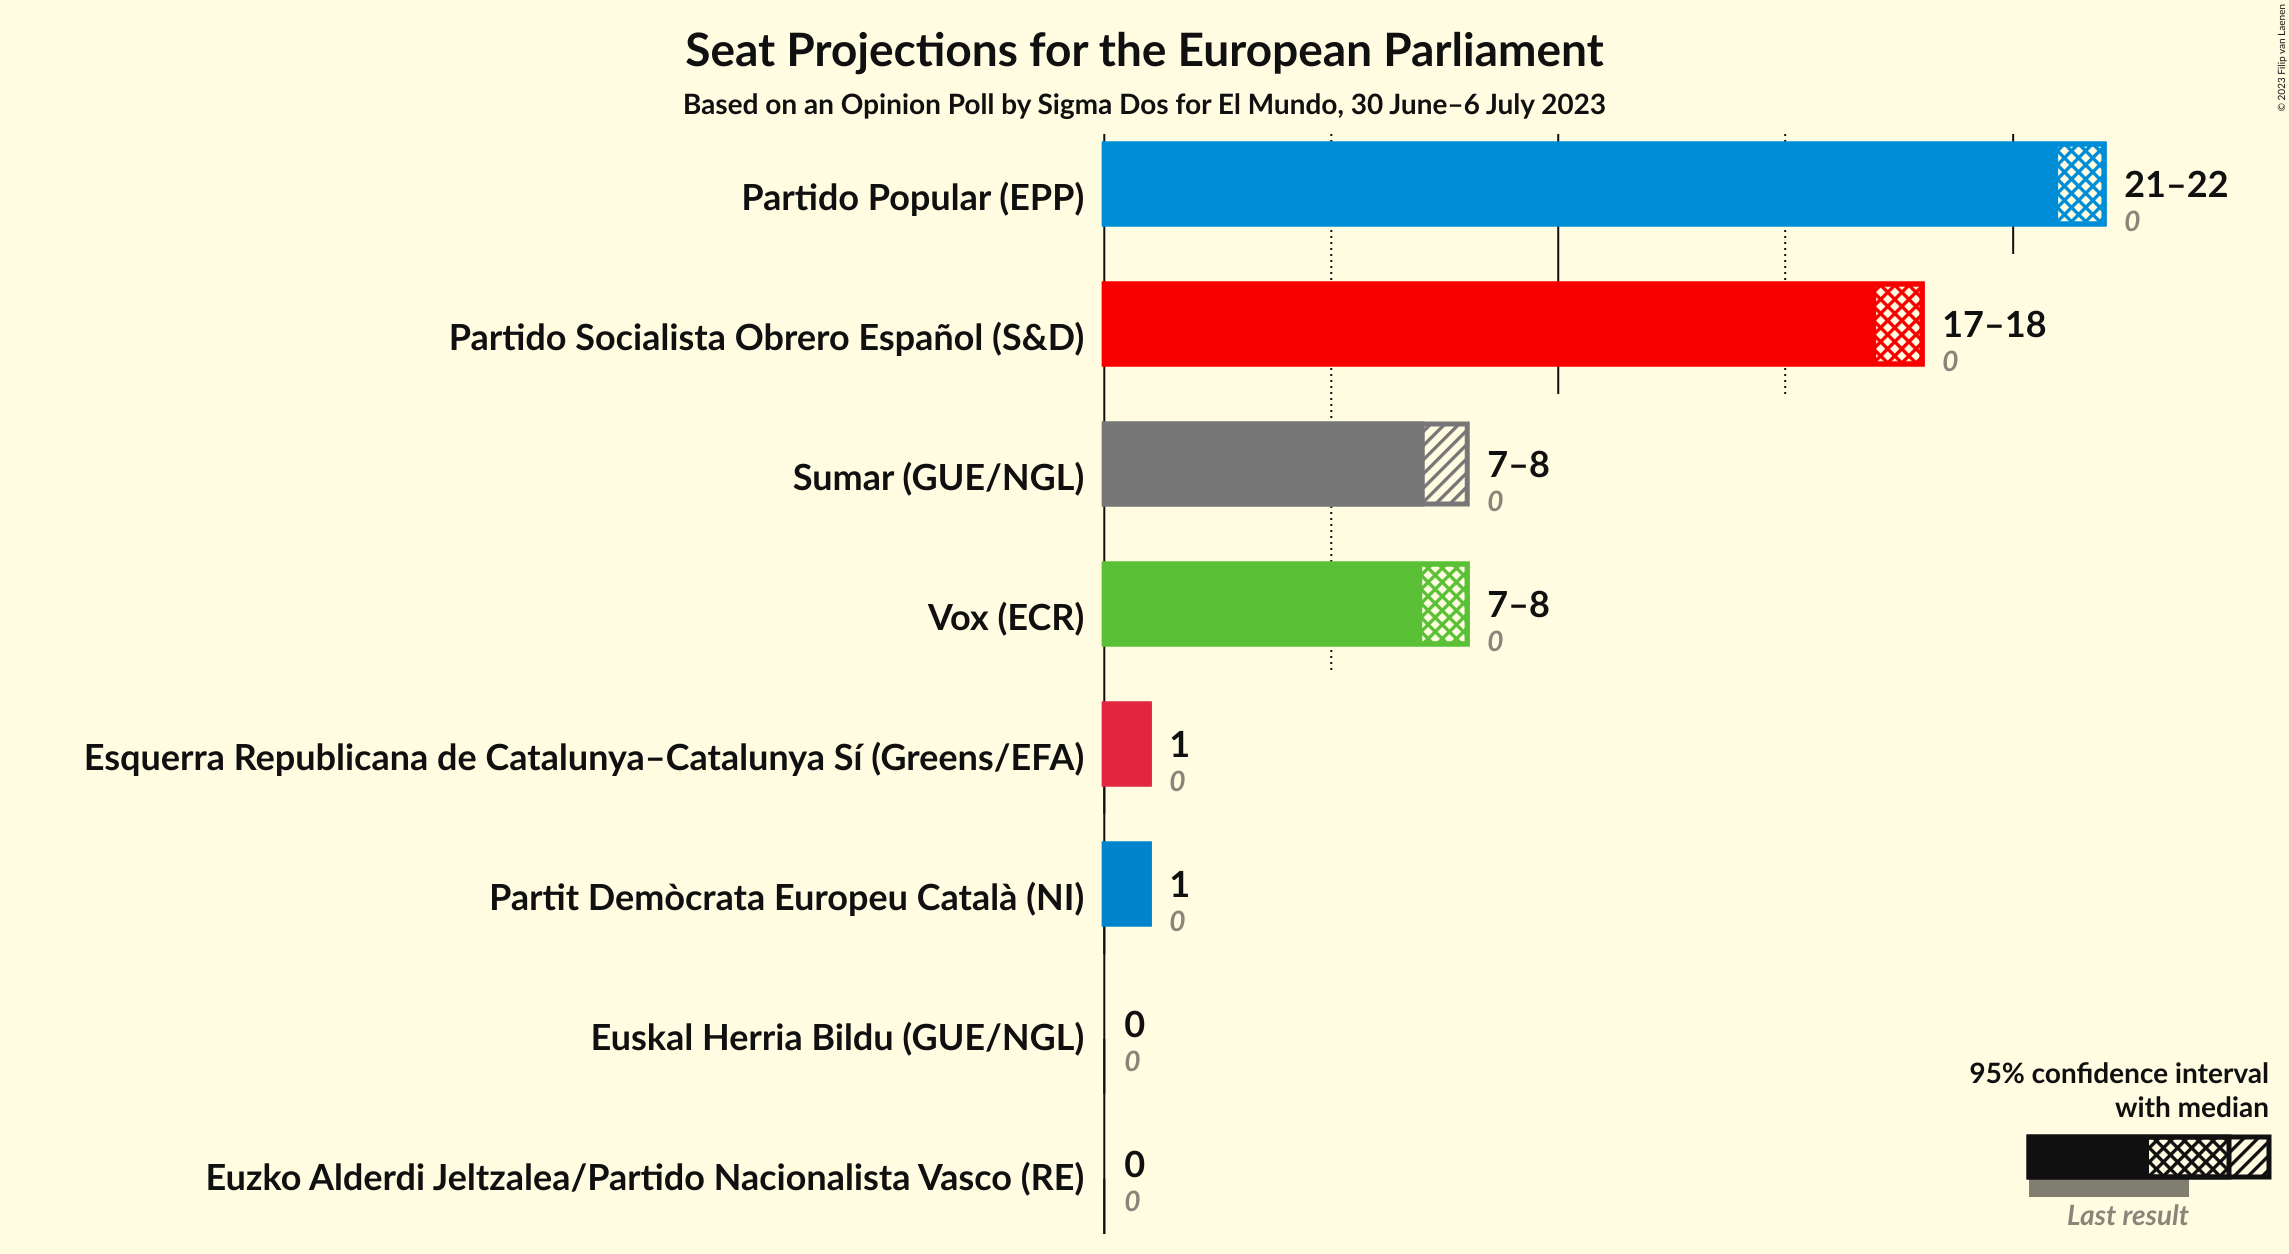 Seat Projections for the European Parliament
Based on an Opinion Poll by Sigma Dos for El Mundo, 30 June–6 July 2023
© 2023 Filip van Laenen
Partido Popular (EPP)
21–22
0
Partido Socialista Obrero Español (S&D)
17–18
0
Sumar (GUE/NGL)
7–8
0
Vox (ECR)
7–8
0
Esquerra Republicana de Catalunya–Catalunya Sí (Greens/EFA)
1
0
Partit Demòcrata Europeu Català (NI)
1
0
Euskal Herria Bildu (GUE/NGL)
0
0
Euzko Alderdi Jeltzalea/Partido Nacionalista Vasco (RE)
0
0
95% confidence interval
with median
Last result